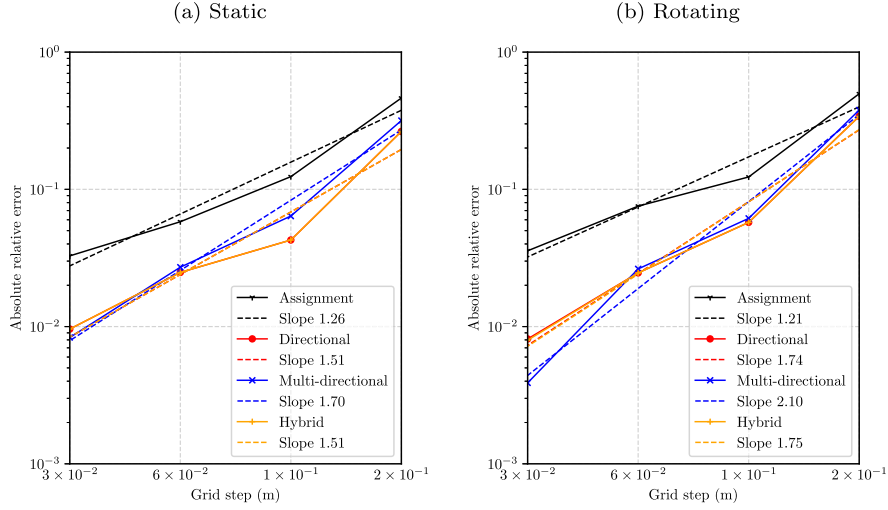 (a) Static
10⁰
10⁻¹
10⁻²
10⁻³
Absolute relative error
Assignment
Slope 1.26
Directional
Slope 1.51
Multi-directional
Slope 1.70
Hybrid
Slope 1.51
3 × 10⁻²
6 × 10⁻²
1 × 10⁻¹
2 × 10⁻¹
Grid step (m)
(b) Rotating
10⁰
10⁻¹
10⁻²
10⁻³
Absolute relative error
Assignment
Slope 1.21
Directional
Slope 1.74
Multi-directional
Slope 2.10
Hybrid
Slope 1.75
3 × 10⁻²
6 × 10⁻²
1 × 10⁻¹
2 × 10⁻¹
Grid step (m)